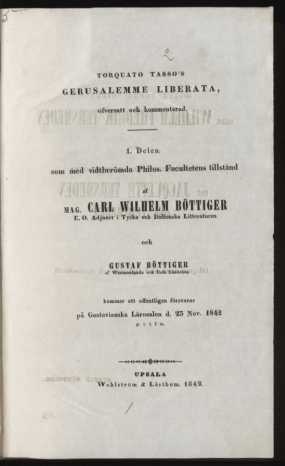 2
TORQUATO TASSO'S
GERUSALEMME LIBERATA,
öfversatt och kommenterad.
1. Delen.
som med vidtberömda Philos. Facultetens tillstånd
af
MAG. CARL WILHELM BÖTTIGER
E. O. Adjunct i Tyska och Italienska Litteraturen
och
GUSTAF BÖTTIGER
af Westmanlands och Dala Landskap
kommer att offentligen försvaras
på Gustavianska Lärosalen d. 23 Nov. 1842
p. v. t. f. m.
UPSALA
Wahlström & Låstbom. 1842.